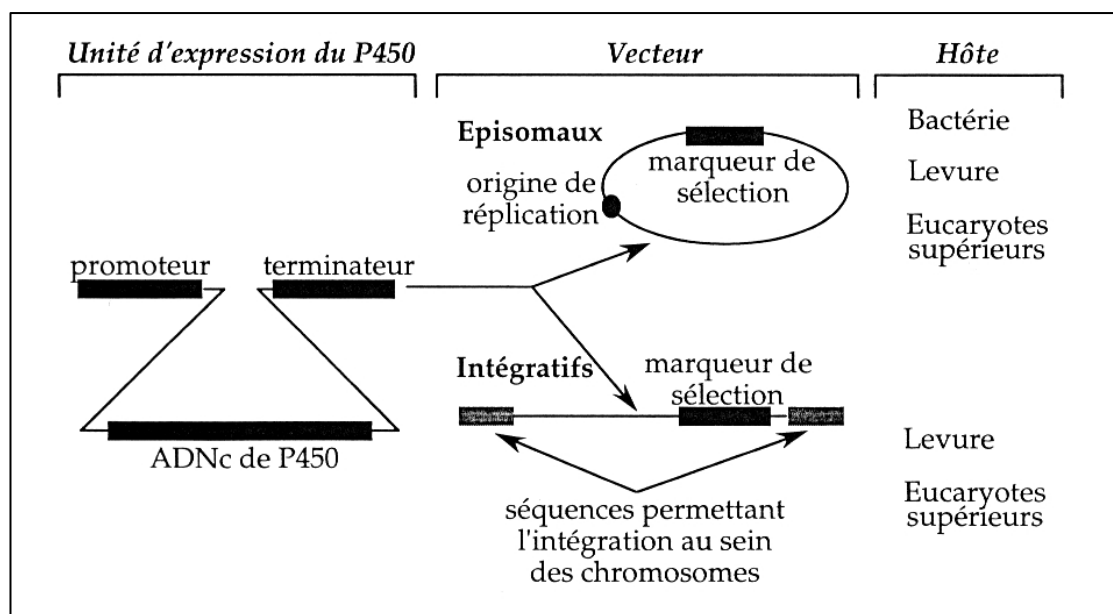 Unité d'expression du P450
Vecteur
Hôte
Episomaux
marqueur de
sélection
origine de
réplication
Bactérie
Levure
Eucaryotes
supérieurs
promoteur
terminateur
ADNc de P450
Intégratifs
marqueur de
sélection
séquences permettant
l'intégration au sein
des chromosomes
Levure
Eucaryotes
supérieurs